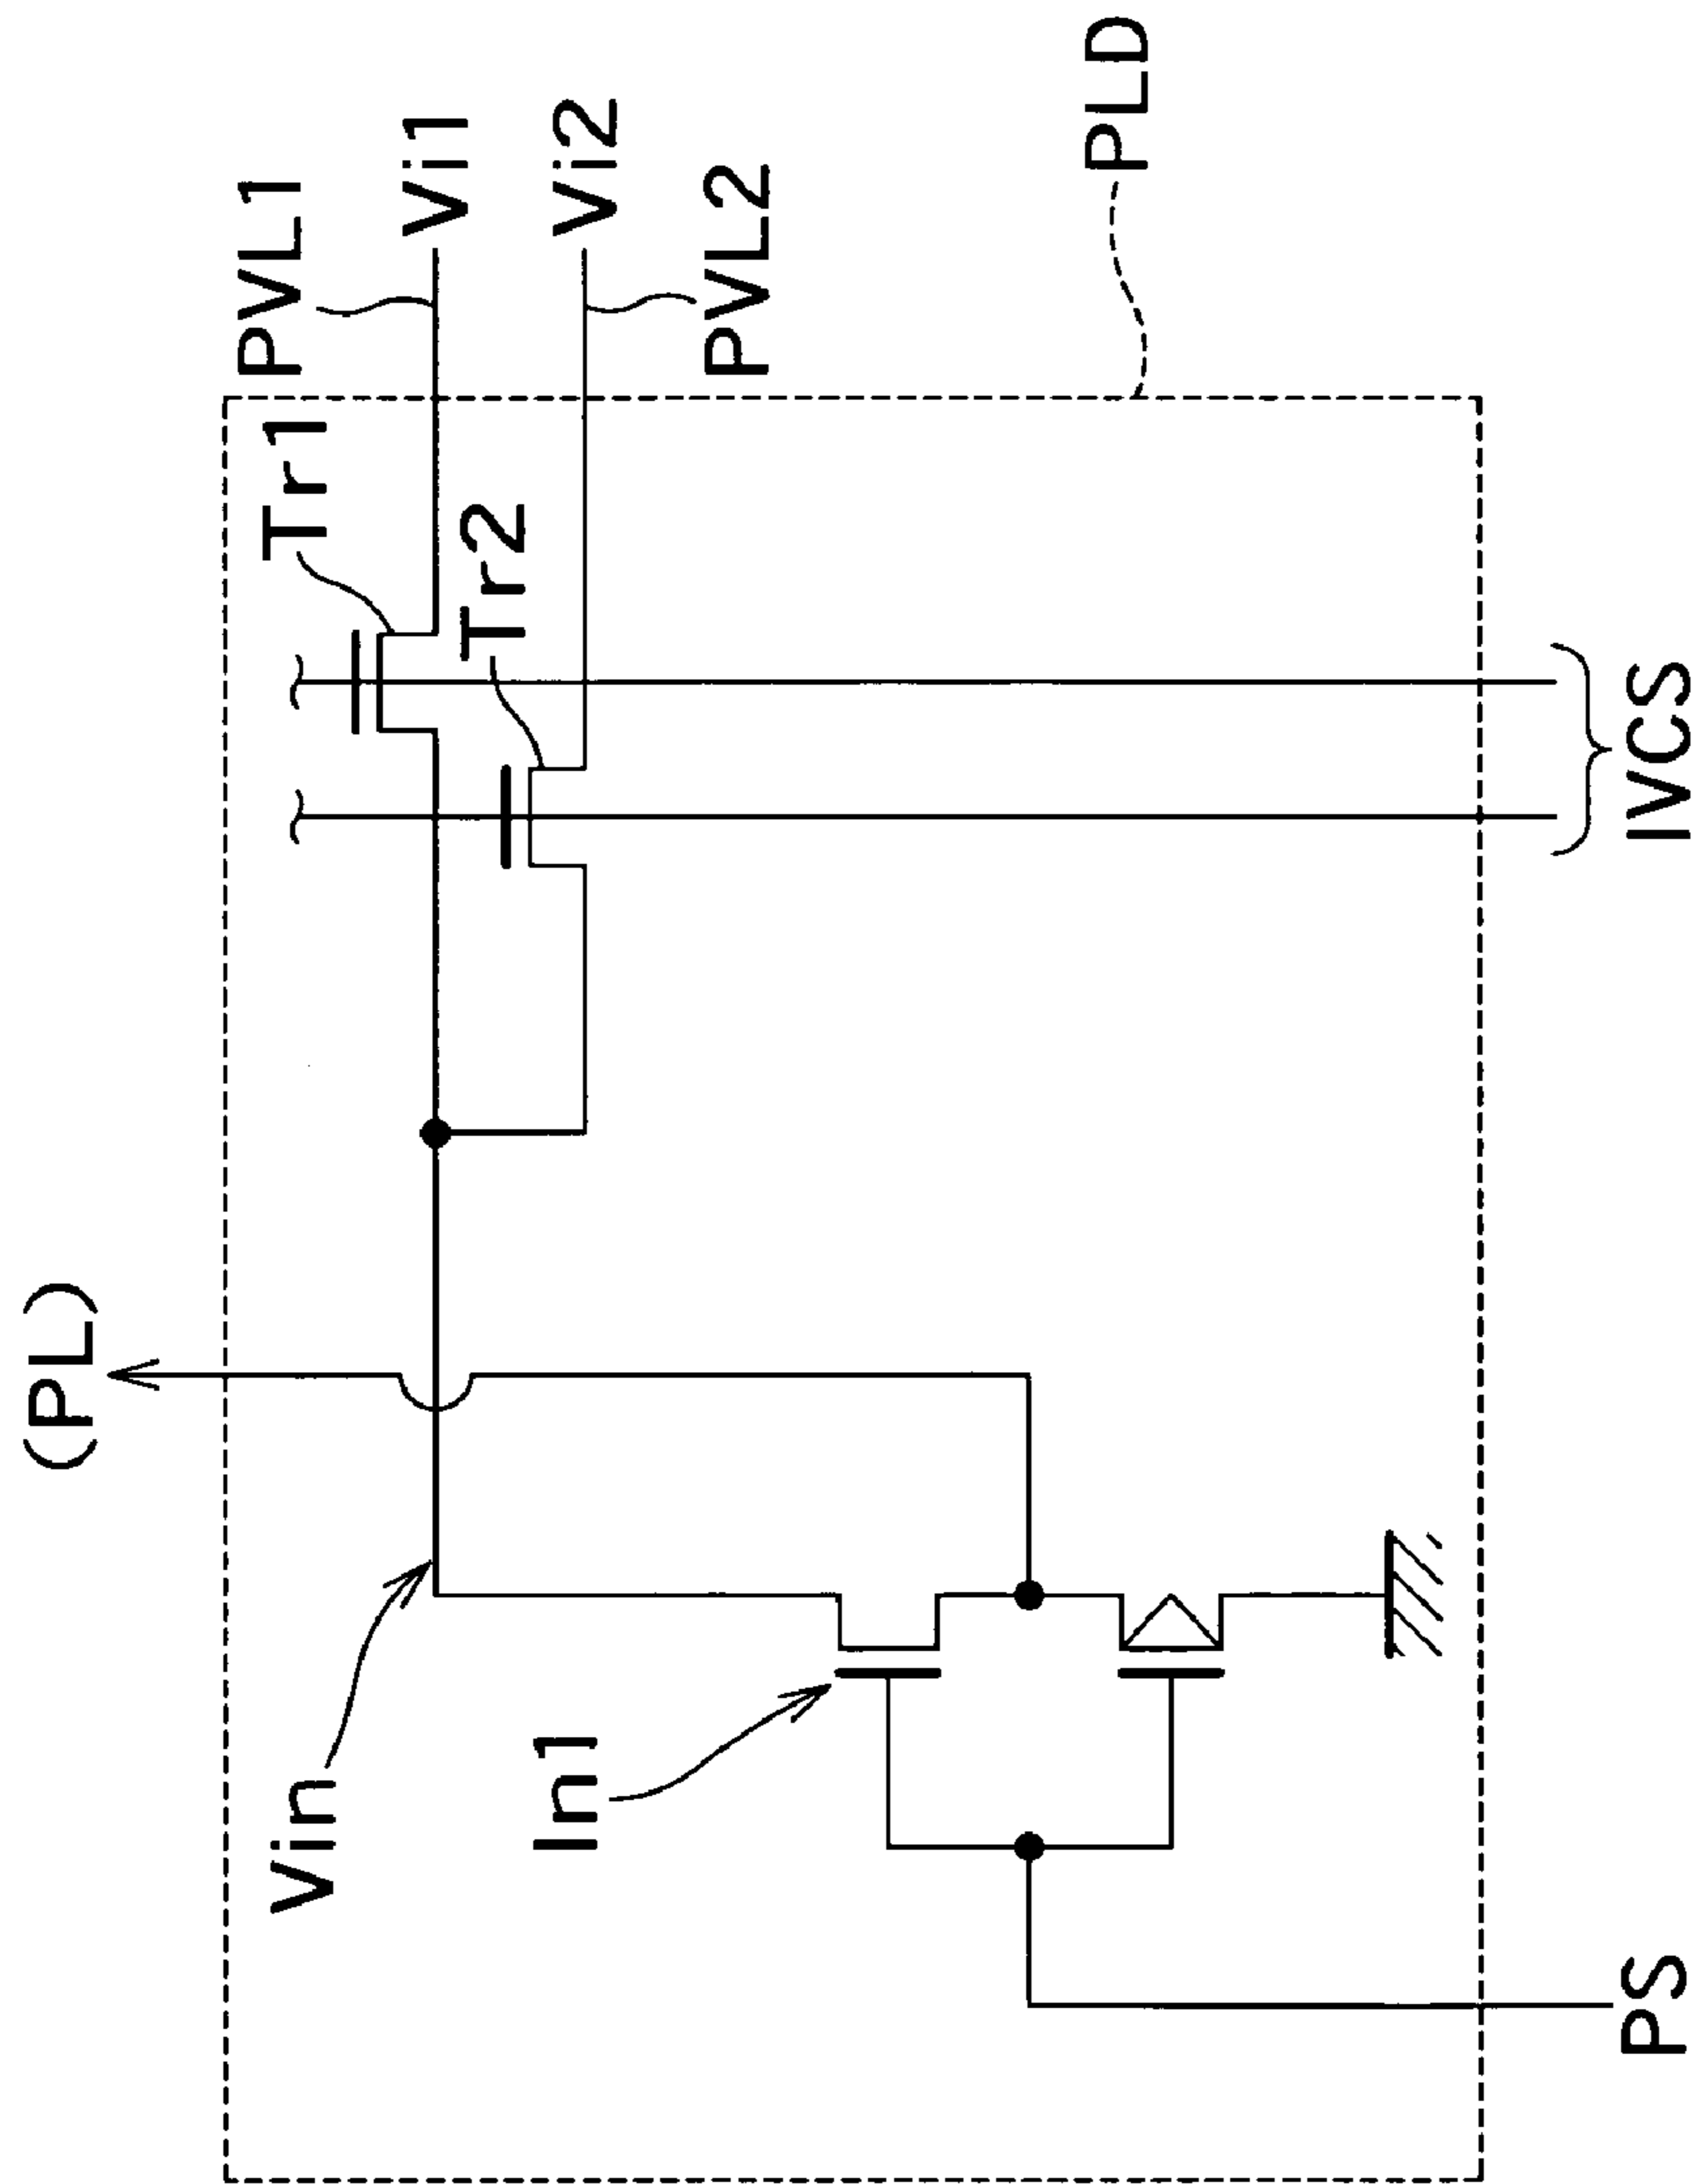 (PL)
PVL1
Vi1
Vi2
PVL2
Tr1
Tr2
PLD
Vin
In1
IVCS
PS